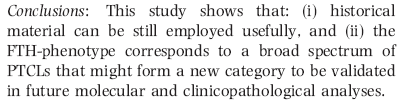 Conclusions: This study shows that: (i) historical
material can be still employed usefully, and (ii) the
FTH-phenotype corresponds to a broad spectrum of
PTCLs that might form a new category to be validated
in future molecular and clinicopathological analyses.